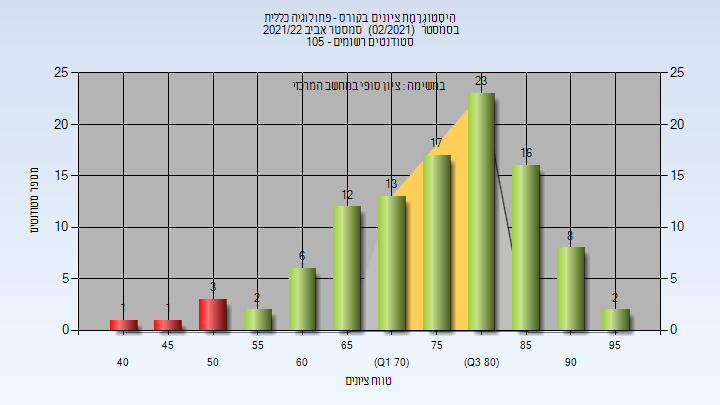 היסטוגרמת ציונים בקורס - פתולוגיה כללית
בסמסטר (02/2021) סמסטר אביב 2021/22
סטודנטים רשומים - 105
במשימה : ציון סופי במחשב המרכזי
25 25
20 20
15 15
10 10
5 5
0 0
מספר סטודנטים
1 1 3 2 6 12 13 17 23 16 8 2
45 55 65 75 85 95
40 50 60 (Q1 70) (Q3 80) 90
טווח ציונים